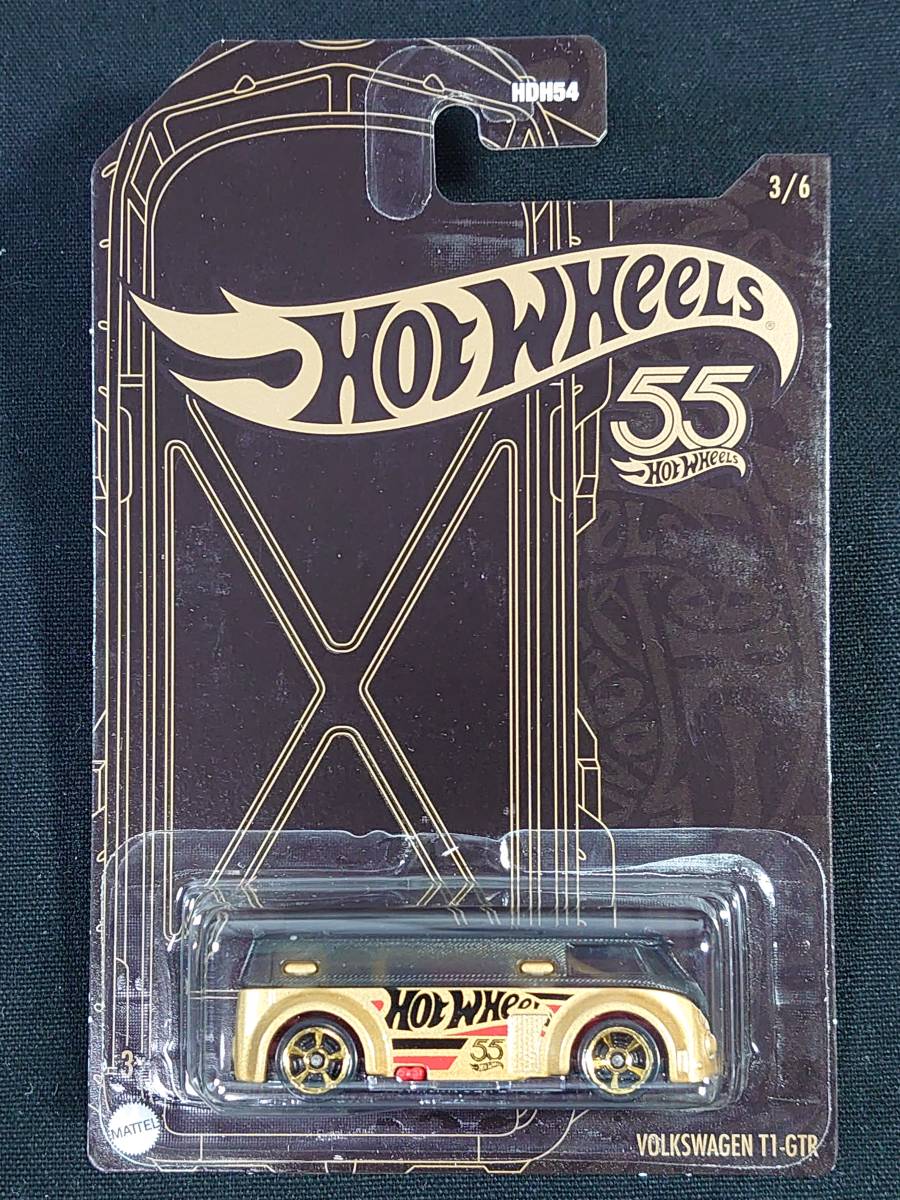 HDH54
3/6
HOT WHEELS®
55
HOT WHEELS
HOT WHEELS
55
3+
MATTEL
VOLKSWAGEN T1-GTR